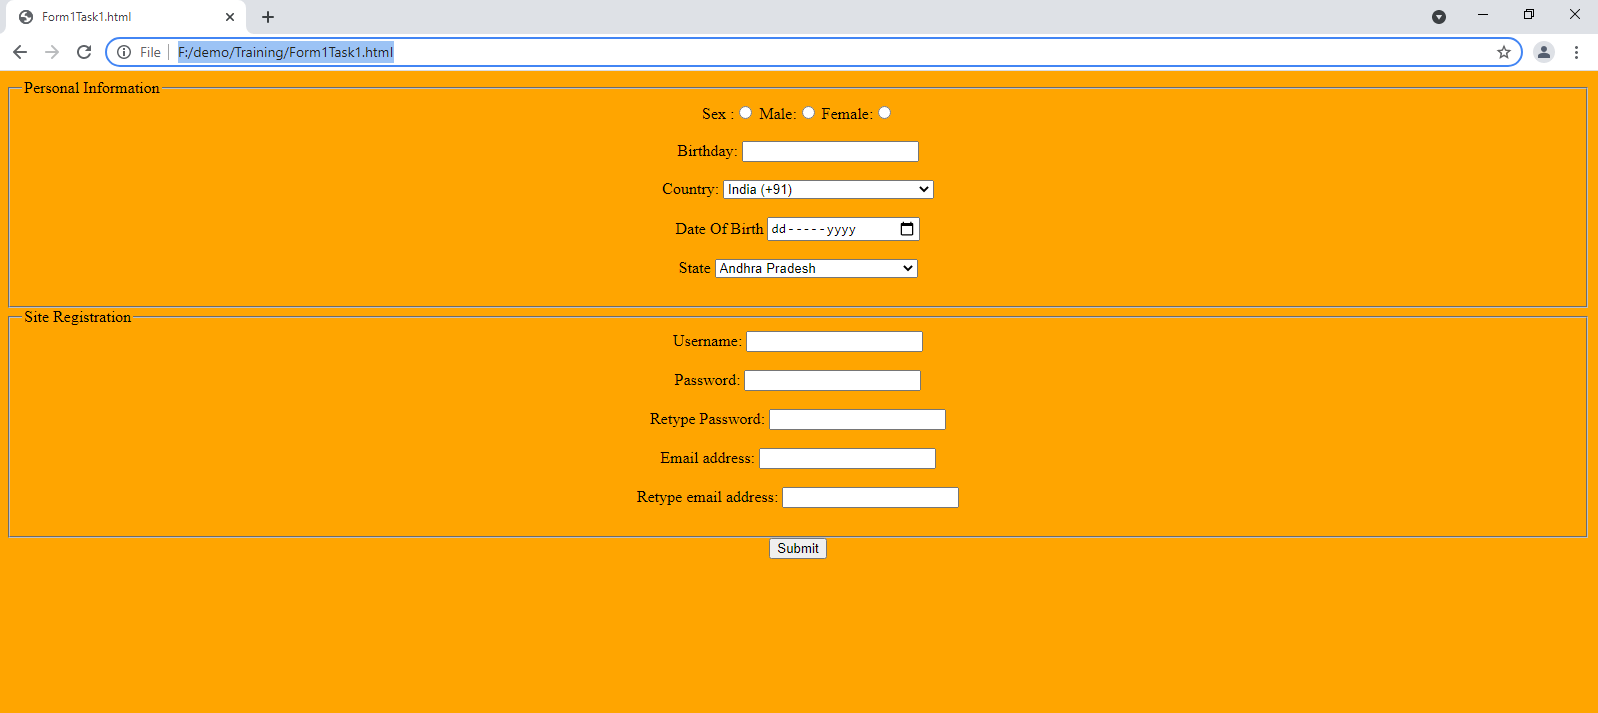 Form1Task1.html
File F:/demo/Training/Form1Task1.html
Personal Information
Sex : Male: Female:
Birthday:
Country: India (+91)
Date Of Birth dd-----yyyy
State Andhra Pradesh
Site Registration
Username:
Password:
Retype Password:
Email address:
Retype email address:
Submit